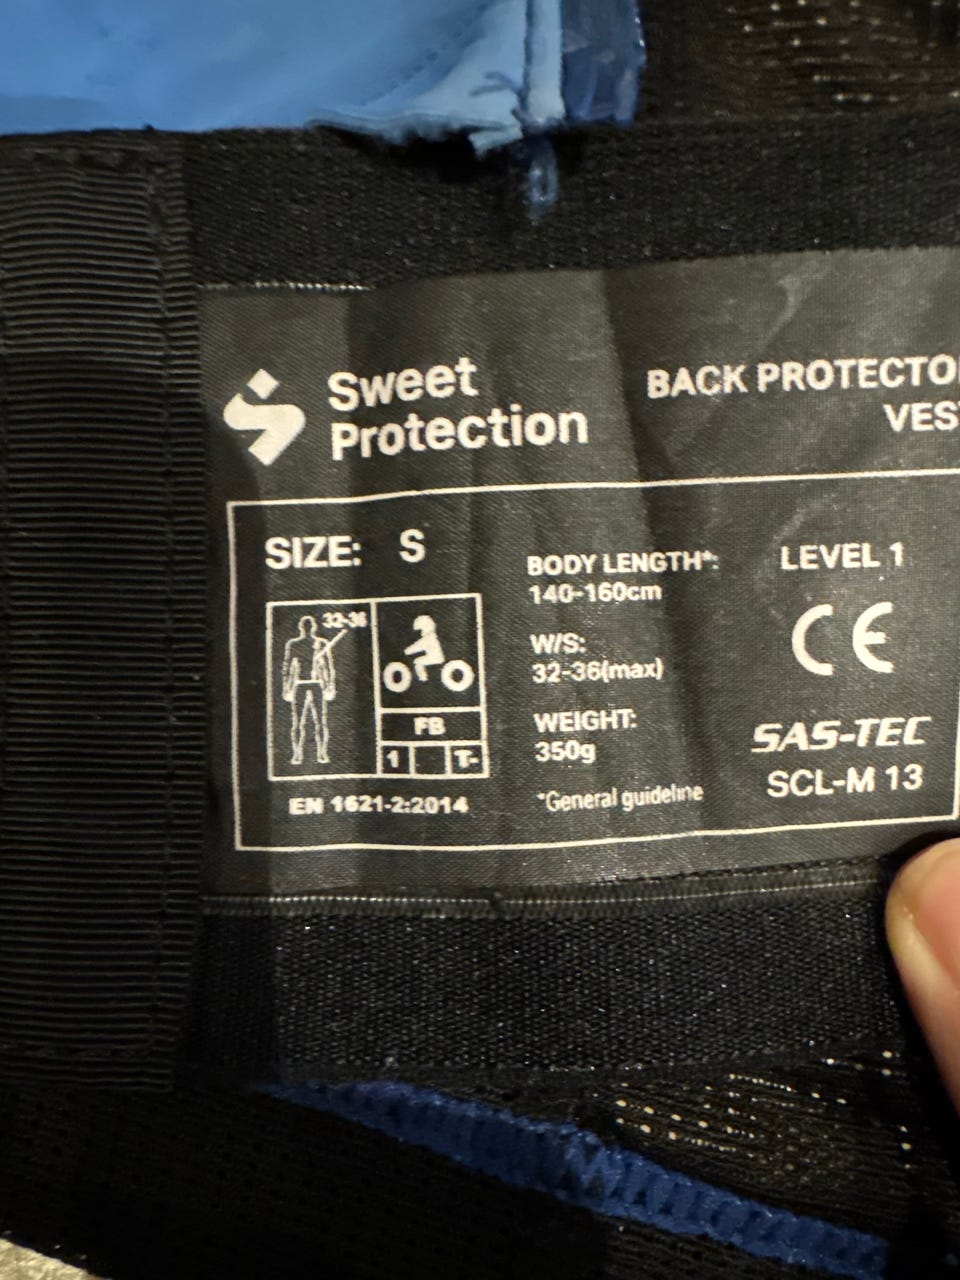 Sweet
Protection
BACK PROTECTO
VES
SIZE: S
32-36
FB
1 T-
EN 1621-2:2014
BODY LENGTH*:
140-160cm
W/S:
32-36(max)
WEIGHT:
350g
*General guideline
LEVEL 1
CE
SAS-TEC
SCL-M 13